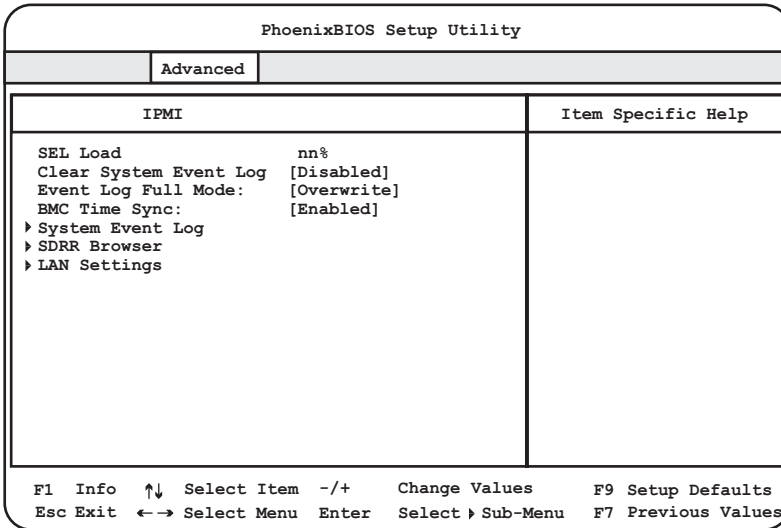 PhoenixBIOS Setup Utility
Advanced
IPMI
Item Specific Help
SEL Load nn%
Clear System Event Log [Disabled]
Event Log Full Mode: [Overwrite]
BMC Time Sync: [Enabled]
System Event Log
SDRR Browser
LAN Settings
F1 Info ↑↓ Select Item -/+ Change Values F9 Setup Defaults
Esc Exit ←→ Select Menu Enter Select ▶ Sub-Menu F7 Previous Values